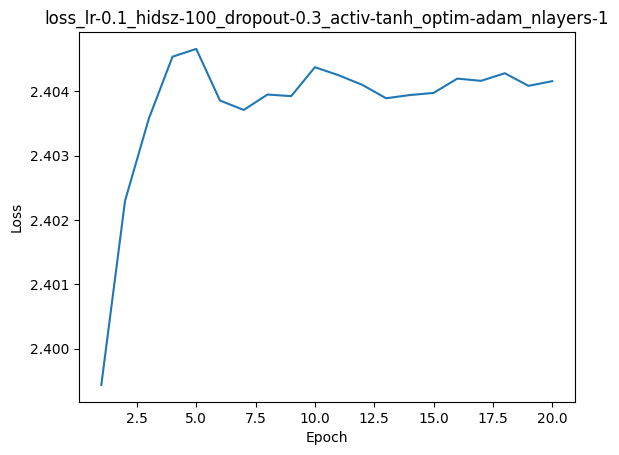 loss_lr-0.1_hidsz-100_dropout-0.3_activ-tanh_optim-adam_nlayers-1
2.404
2.403
2.402
2.401
2.400
Loss
2.5 5.0 7.5 10.0 12.5 15.0 17.5 20.0
Epoch